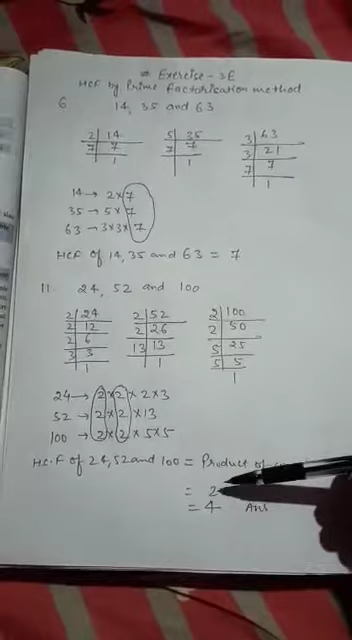 Exercise - 3E
HCF by Prime Factorisation method
6 14, 35 and 63
2 | 14 5 | 35 3 | 63
7 | 7 7 | 7 3 | 21
1 1 7 | 7
1
14 → 2 × 7
35 → 5 × 7
63 → 3 × 3 × 7
HCF of 14, 35 and 63 = 7
11. 24, 52 and 100
2 | 24 2 | 52 2 | 100
2 | 12 2 | 26 2 | 50
2 | 6 13 | 13 5 | 25
3 | 3 1 5 | 5
1 1
24 → 2 × 2 × 2 × 3
52 → 2 × 2 × 13
100 → 2 × 2 × 5 × 5
H.C.F of 24, 52 and 100 = Product of
= 2
= 4 Ans